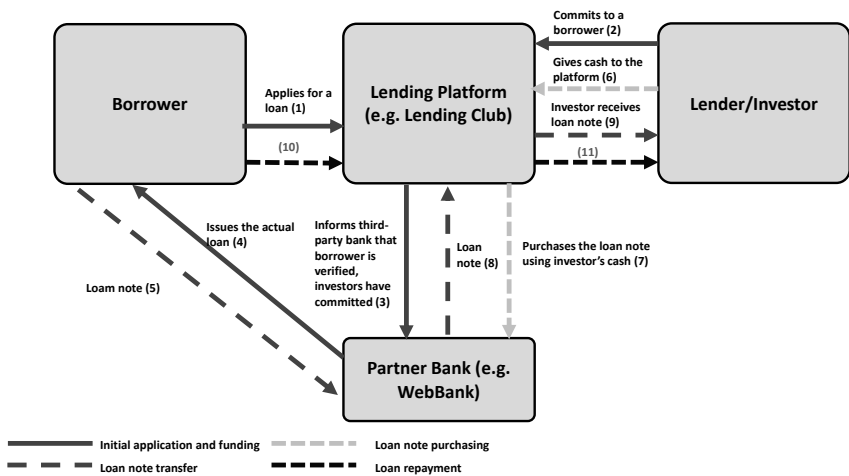 Commits to a
borrower (2)
Gives cash to the
platform (6)
Borrower
Applies for a
loan (1)
Lending Platform
(e.g. Lending Club)
Investor receives
loan note (9)
Lender/Investor
(10)
(11)
Issues the actual
loan (4)
Informs third-
party bank that
borrower is
verified,
investors have
committed (3)
Loan
note (8)
Purchases the loan note
using investor's cash (7)
Loam note (5)
Partner Bank (e.g.
WebBank)
Initial application and funding
Loan note purchasing
Loan note transfer
Loan repayment